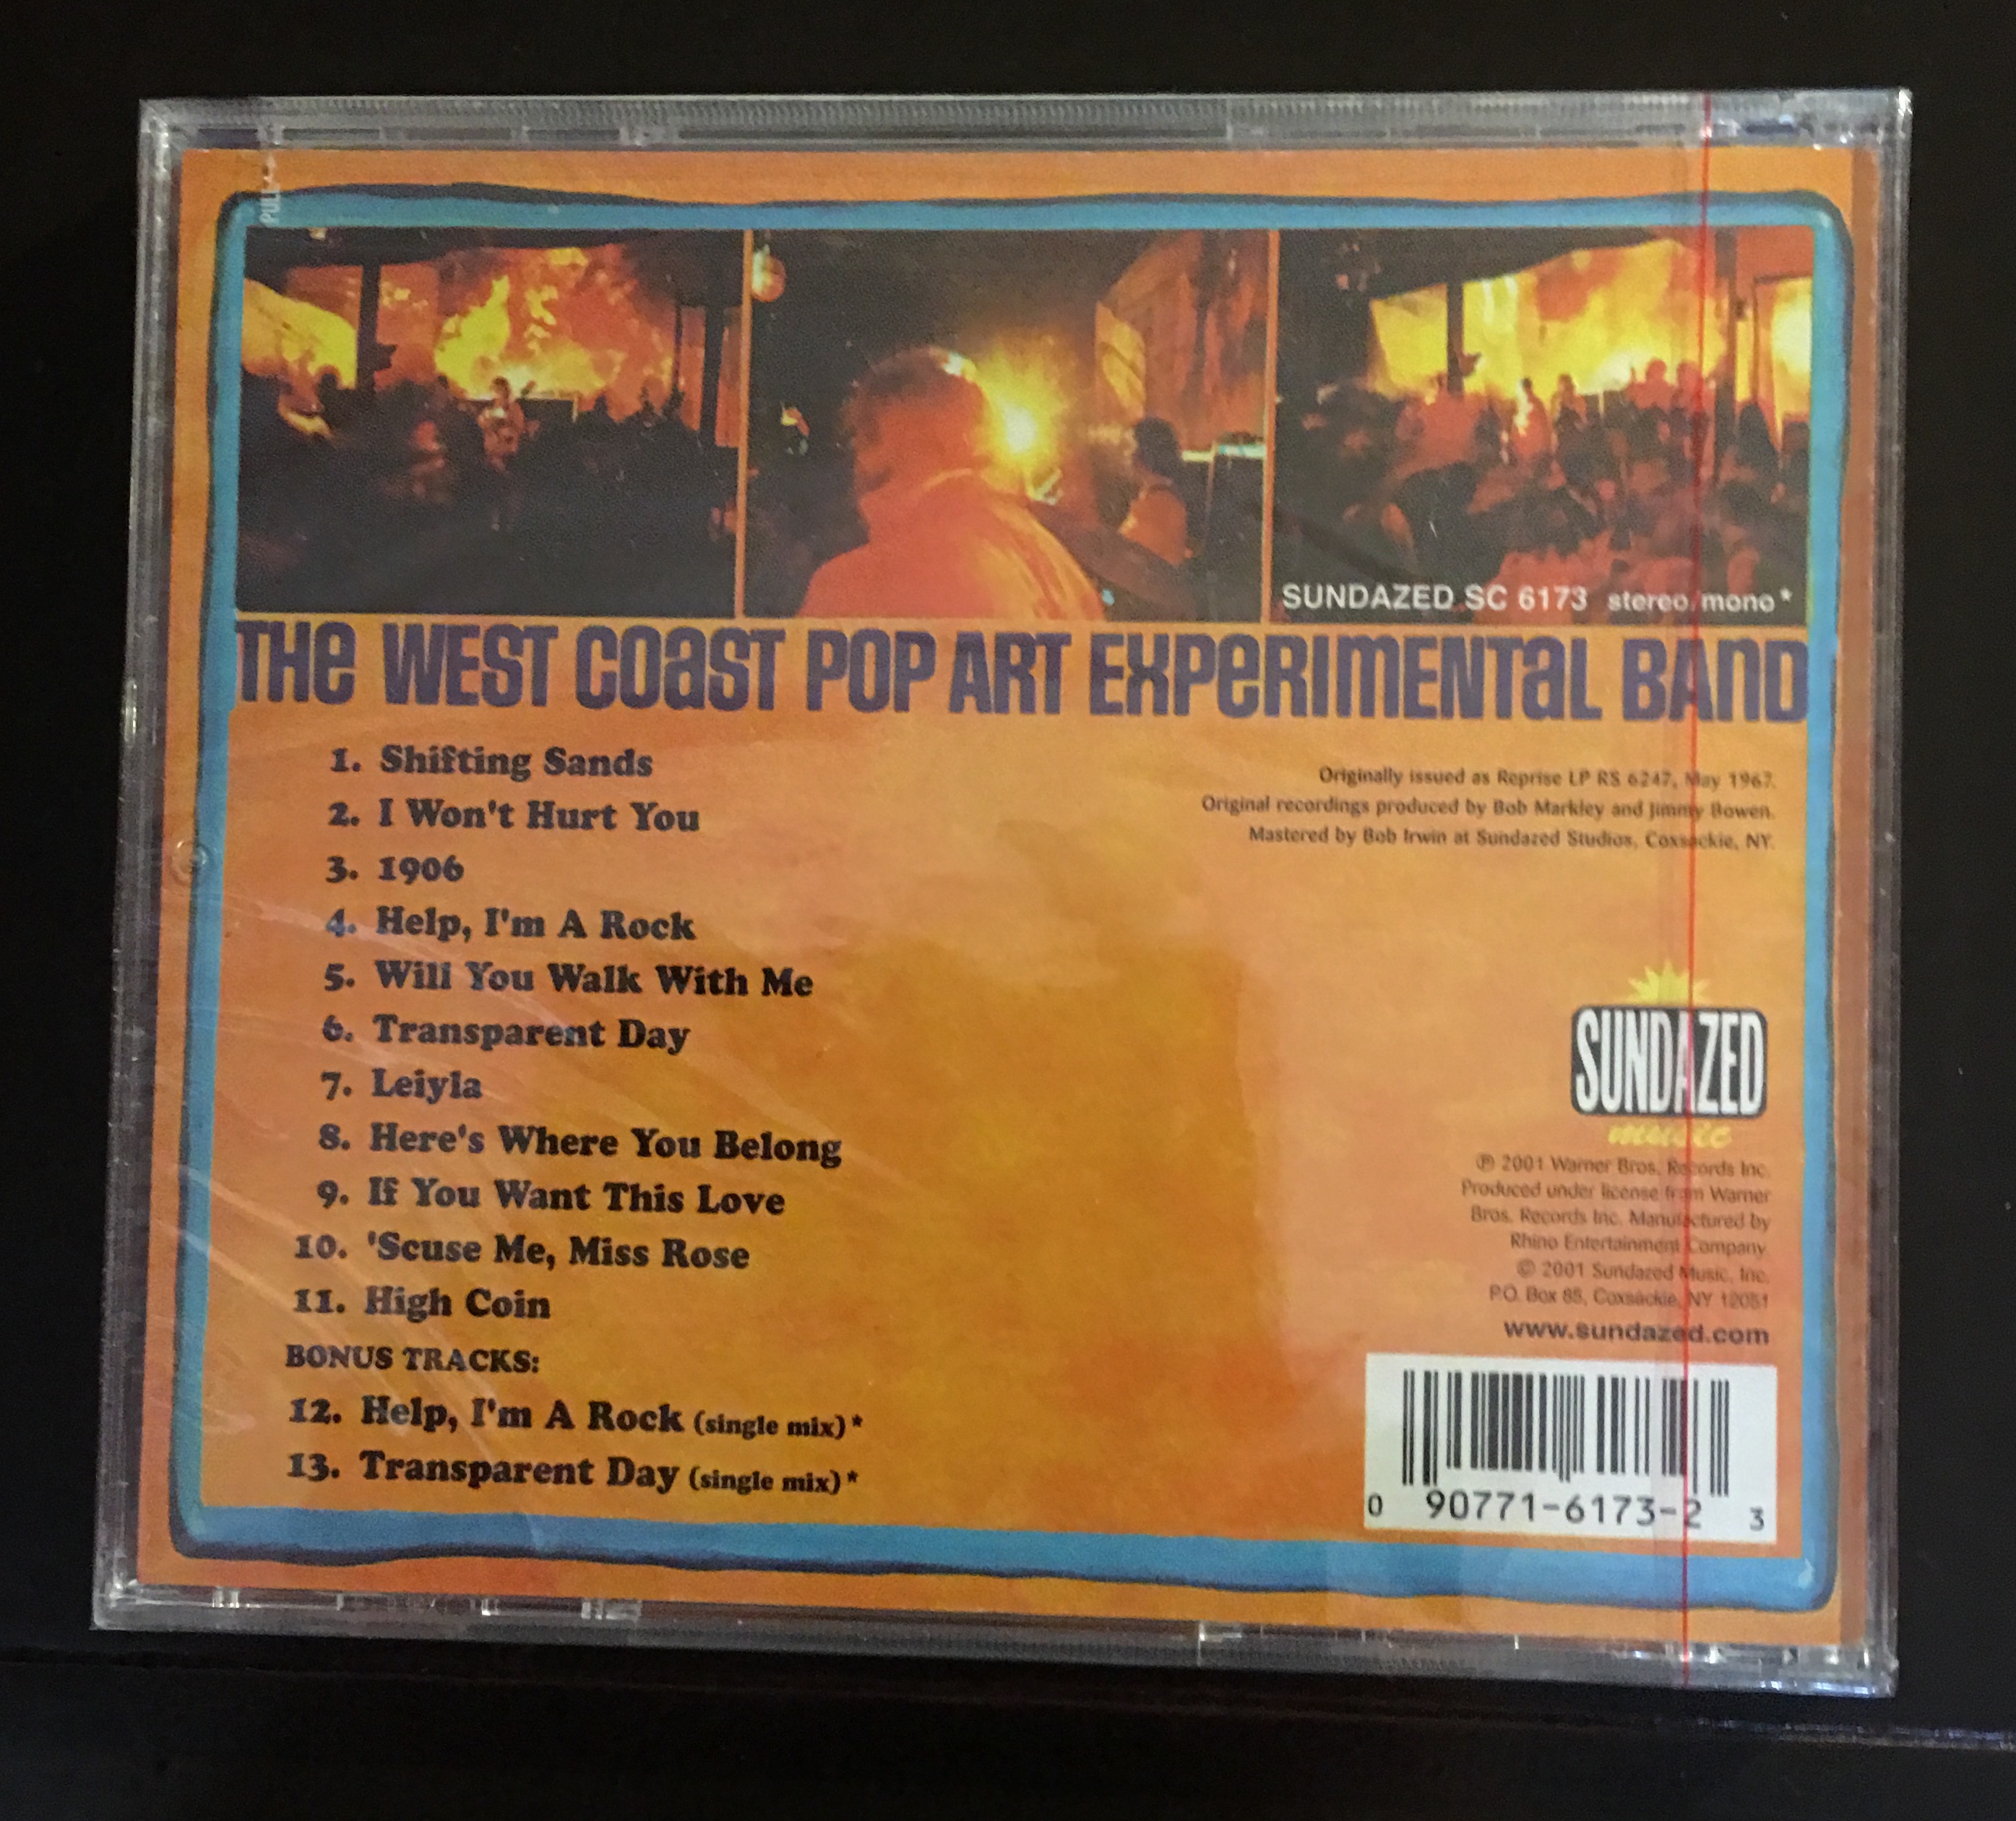 PULL
SUNDAZED SC 6173 stereo/mono*
THE WEST COAST POP ART EXPERIMENTAL BAND
1. Shifting Sands
2. I Won't Hurt You
3. 1906
4. Help, I'm A Rock
5. Will You Walk With Me
6. Transparent Day
7. Leiyla
8. Here's Where You Belong
9. If You Want This Love
10. 'Scuse Me, Miss Rose
11. High Coin
BONUS TRACKS:
12. Help, I'm A Rock (single mix)*
13. Transparent Day (single mix)*
Originally issued as Reprise LP RS 6247, May 1967.
Original recordings produced by Bob Markley and Jimmy Bowen.
Mastered by Bob Irwin at Sundazed Studios, Coxsackie, NY.
SUNDAZED
music
℗ 2001 Warner Bros. Records Inc.
Produced under license from Warner
Bros. Records Inc. Manufactured by
Rhino Entertainment Company
© 2001 Sundazed Music, Inc.
P.O. Box 85, Coxsackie, NY 12051
www.sundazed.com
0 90771-6173-2 3